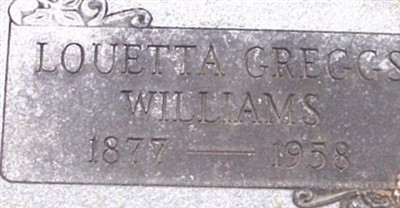 LOUETTA GREGGS
WILLIAMS
1877 — 1958